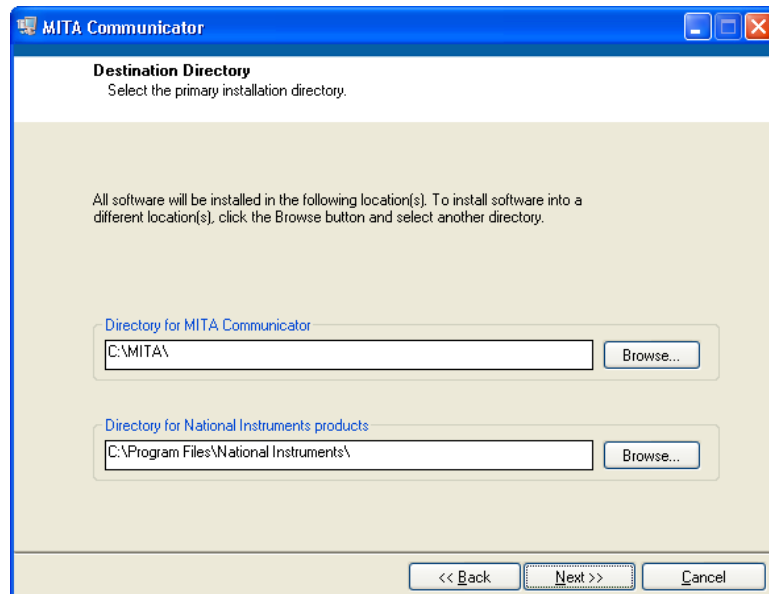 MITA Communicator
Destination Directory
Select the primary installation directory.
All software will be installed in the following location(s). To install software into a
different location(s), click the Browse button and select another directory.
Directory for MITA Communicator
C:\MITA\
Browse...
Directory for National Instruments products
C:\Program Files\National Instruments\
Browse...
<< Back
Next >>
Cancel